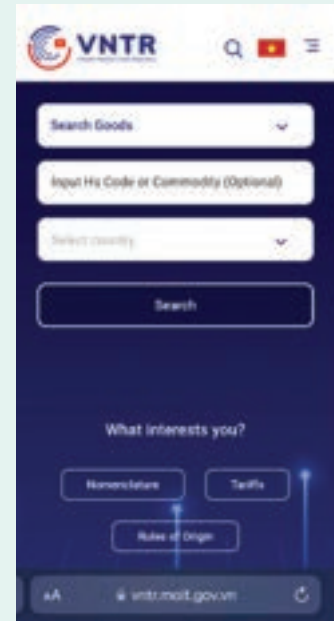 VNTR
Search Goods
Input Hs Code or Commodity (Optional)
Select country
Search
What interests you?
Nomenclature
Tariffs
Rules of Origin
AA
vntr.moit.gov.vn